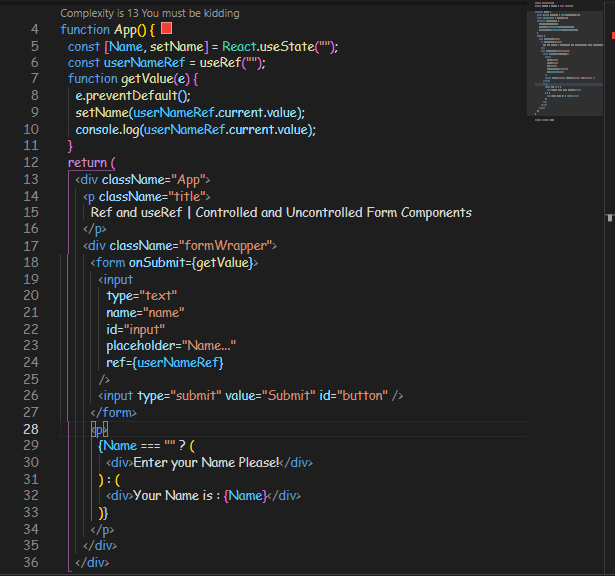 Complexity is 13 You must be kidding
4 function App() {
5 const [Name, setName] = React.useState("");
6 const userNameRef = useRef("");
7 function getValue(e) {
8 e.preventDefault();
9 setName(userNameRef.current.value);
10 console.log(userNameRef.current.value);
11 }
12 return (
13 <div className="App">
14 <p className="title">
15 Ref and useRef | Controlled and Uncontrolled Form Components
16 </p>
17 <div className="formWrapper">
18 <form onSubmit={getValue}>
19 <input
20 type="text"
21 name="name"
22 id="input"
23 placeholder="Name..."
24 ref={userNameRef}
25 />
26 <input type="submit" value="Submit" id="button" />
27 </form>
28 <p>
29 {Name === "" ? (
30 <div>Enter your Name Please!</div>
31 ) : (
32 <div>Your Name is : {Name}</div>
33 )}
34 </p>
35 </div>
36 </div>